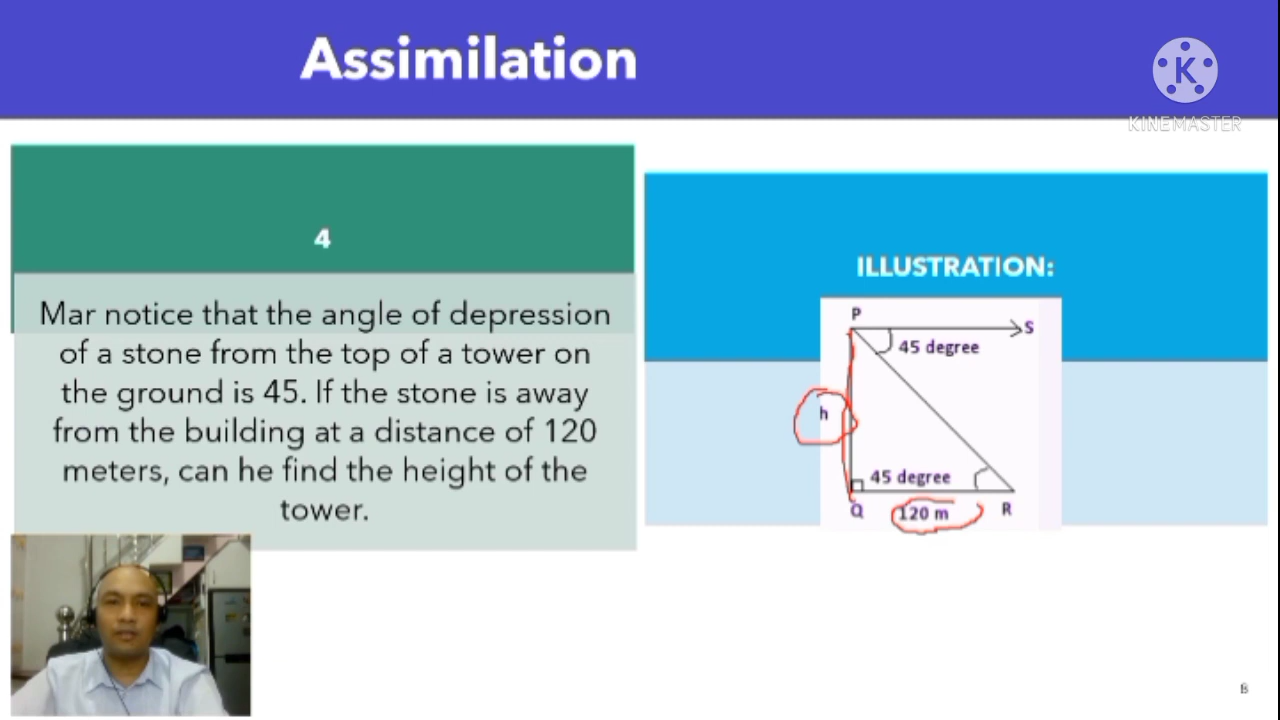 Assimilation
K
KINEMASTER
4
Mar notice that the angle of depression
of a stone from the top of a tower on
the ground is 45. If the stone is away
from the building at a distance of 120
meters, can he find the height of the
tower.
ILLUSTRATION:
P
S
45 degree
h
45 degree
Q
120 m
R
8